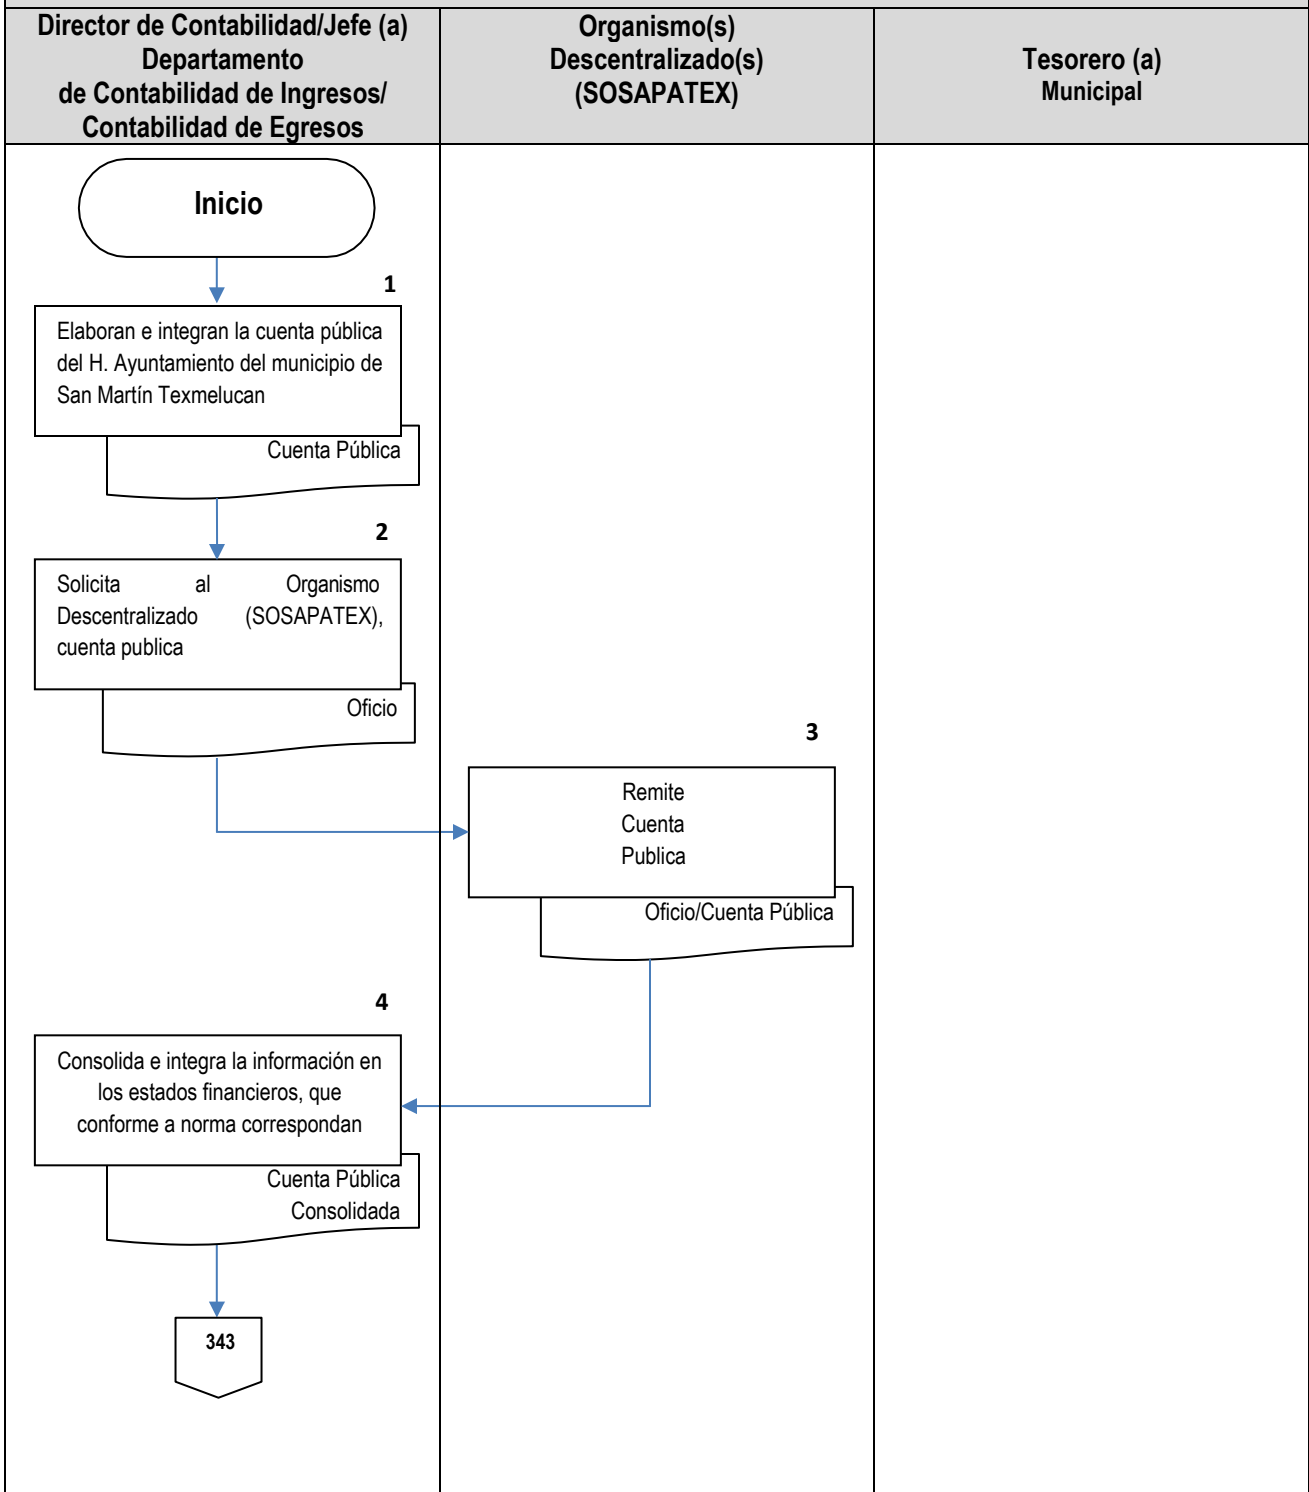 Director de Contabilidad/Jefe (a)
Departamento
de Contabilidad de Ingresos/
Contabilidad de Egresos
Organismo(s)
Descentralizado(s)
(SOSAPATEX)
Tesorero (a)
Municipal
Inicio
1
Elaboran e integran la cuenta pública
del H. Ayuntamiento del municipio de
San Martín Texmelucan
Cuenta Pública
2
Solicita al Organismo
Descentralizado (SOSAPATEX),
cuenta publica
Oficio
3
Remite
Cuenta
Publica
Oficio/Cuenta Pública
4
Consolida e integra la información en
los estados financieros, que
conforme a norma correspondan
Cuenta Pública
Consolidada
343